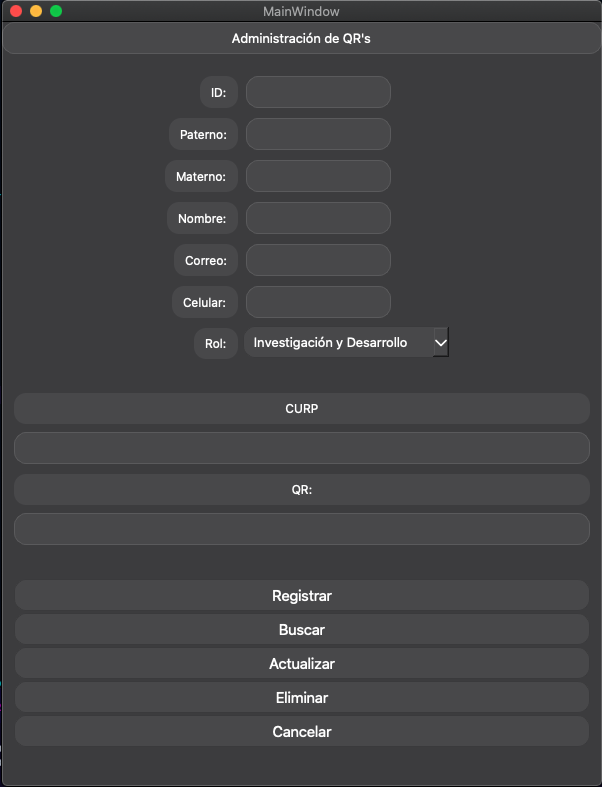 MainWindow
Administración de QR's
ID:
Paterno:
Materno:
Nombre:
Correo:
Celular:
Rol: Investigación y Desarrollo
CURP
QR:
Registrar
Buscar
Actualizar
Eliminar
Cancelar